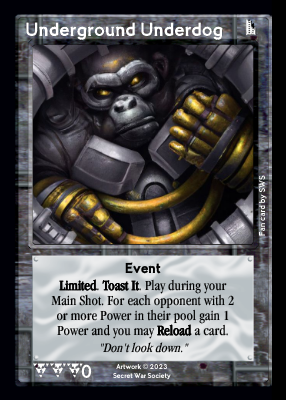 Underground Underdog
Fan card by SWS
Event
Limited. Toast It. Play during your
Main Shot. For each opponent with 2
or more Power in their pool gain 1
Power and you may Reload a card.
"Don't look down."
0
Artwork © 2023
Secret War Society